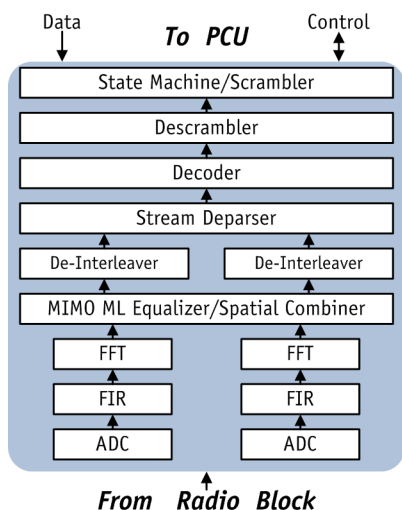 Data
To PCU
Control
State Machine/Scrambler
Descrambler
Decoder
Stream Deparser
De-Interleaver
De-Interleaver
MIMO ML Equalizer/Spatial Combiner
FFT
FFT
FIR
FIR
ADC
ADC
From Radio Block